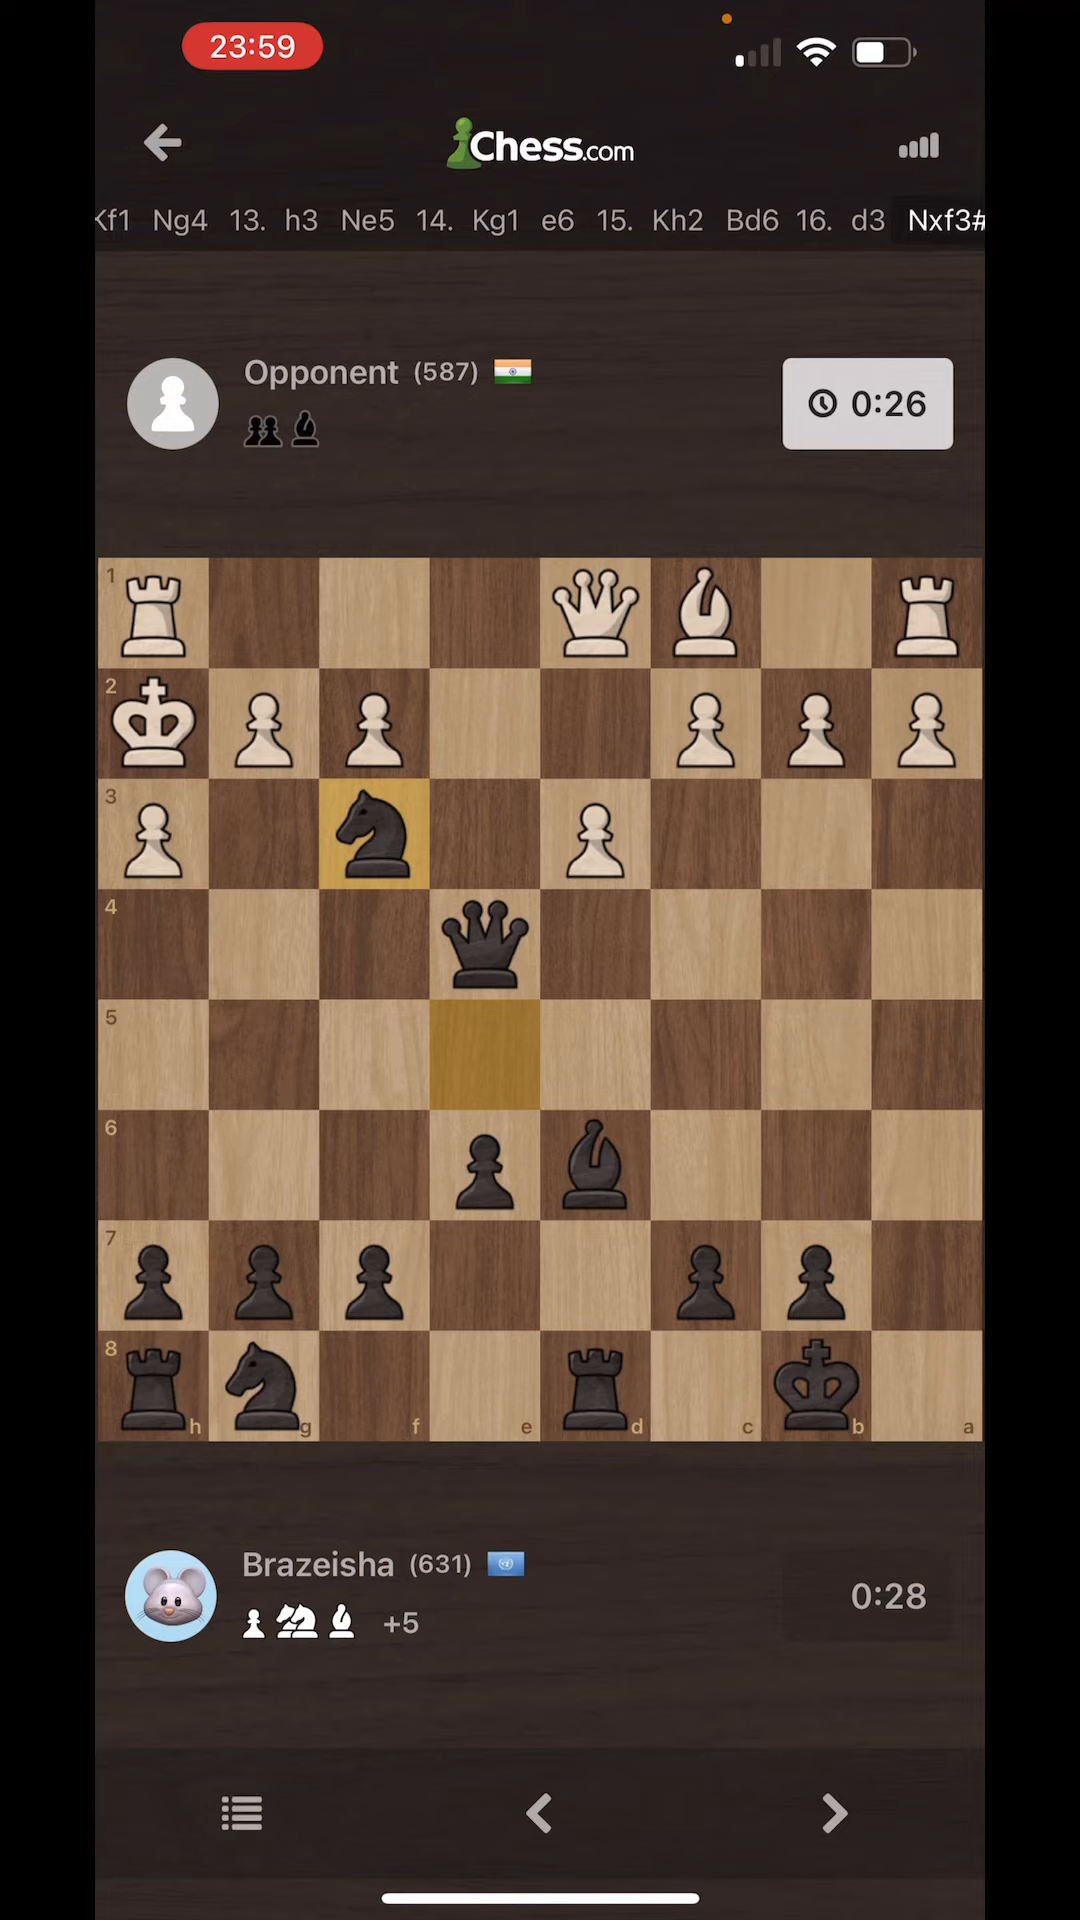 23:59
Chess.com
Kf1 Ng4 13. h3 Ne5 14. Kg1 e6 15. Kh2 Bd6 16. d3 Nxf3#
Opponent (587)
0:26
1
2
3
4
5
6
7
8
h g f e d c b a
Brazeisha (631)
+5
0:28